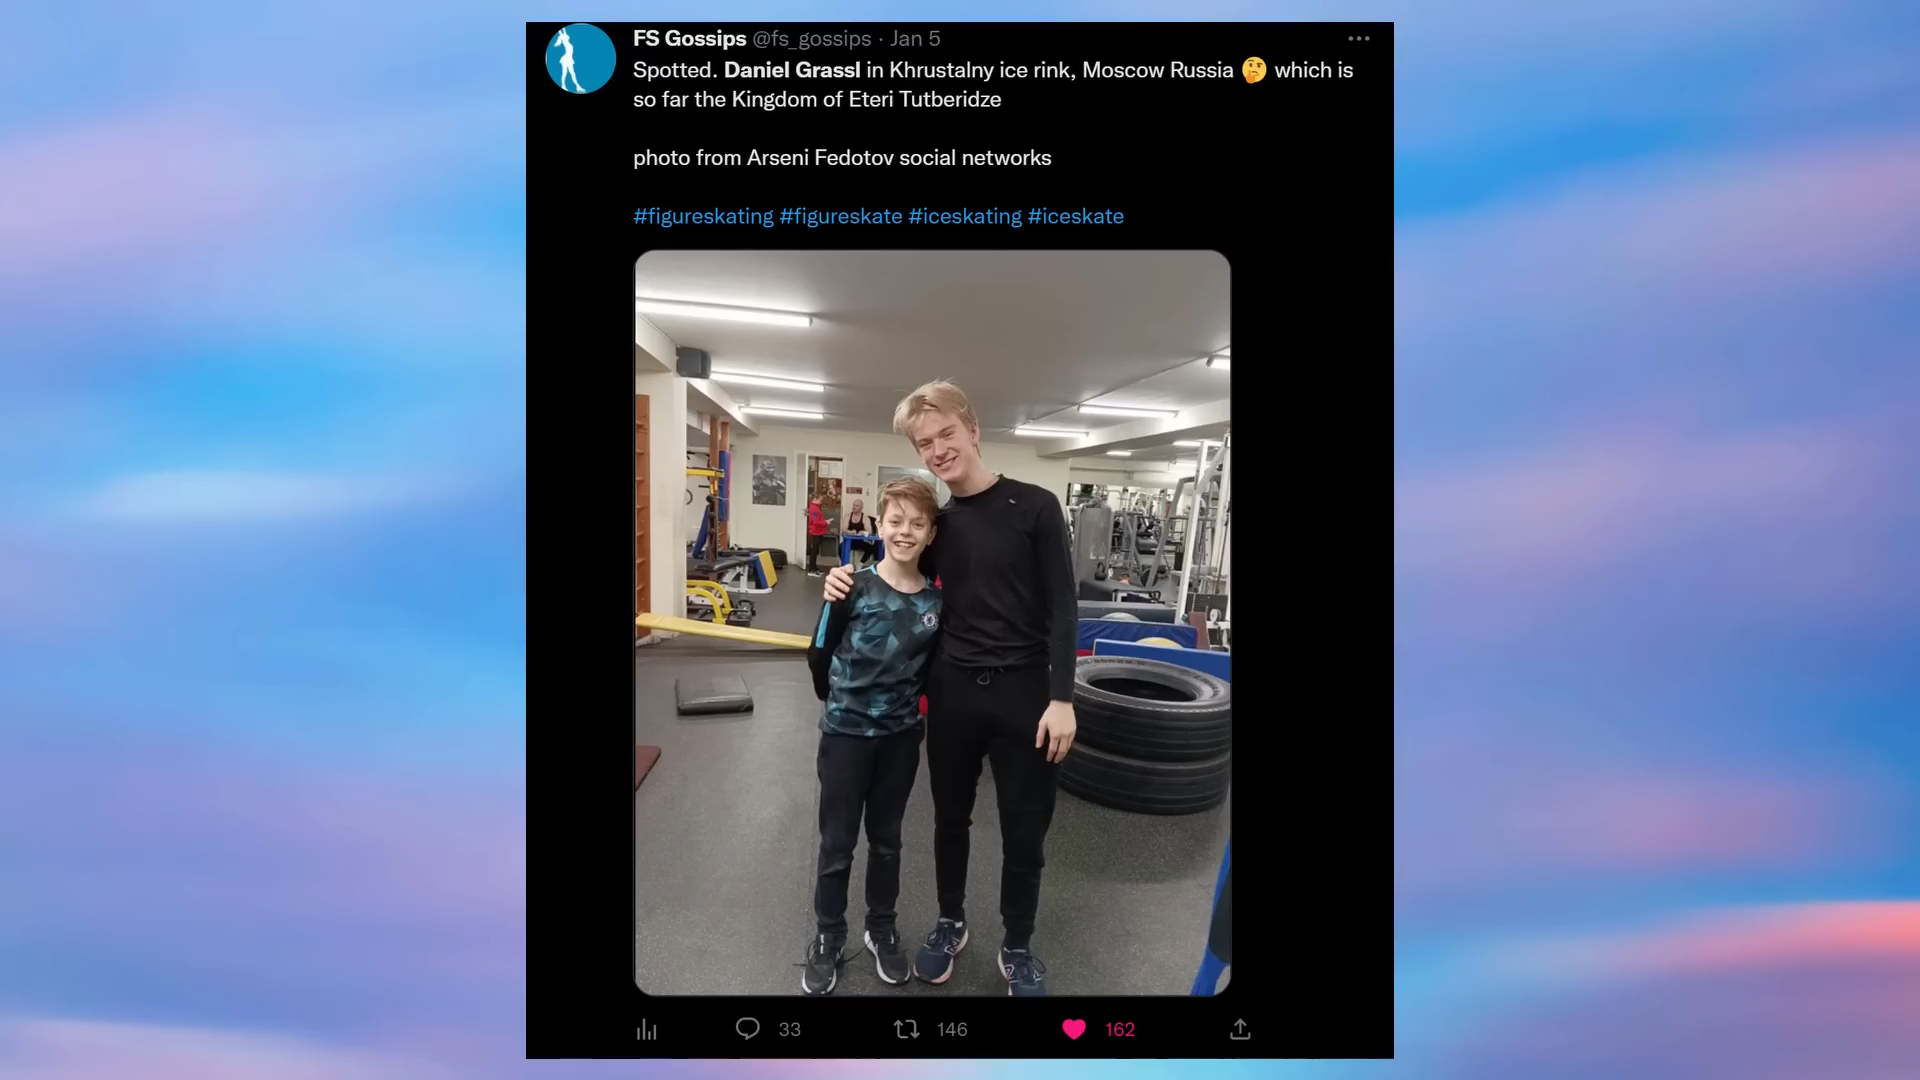 FS Gossips @fs_gossips · Jan 5
Spotted. Daniel Grassl in Khrustalny ice rink, Moscow Russia 🤔 which is
so far the Kingdom of Eteri Tutberidze
photo from Arseni Fedotov social networks
#figureskating #figureskate #iceskating #iceskate
33 146 162